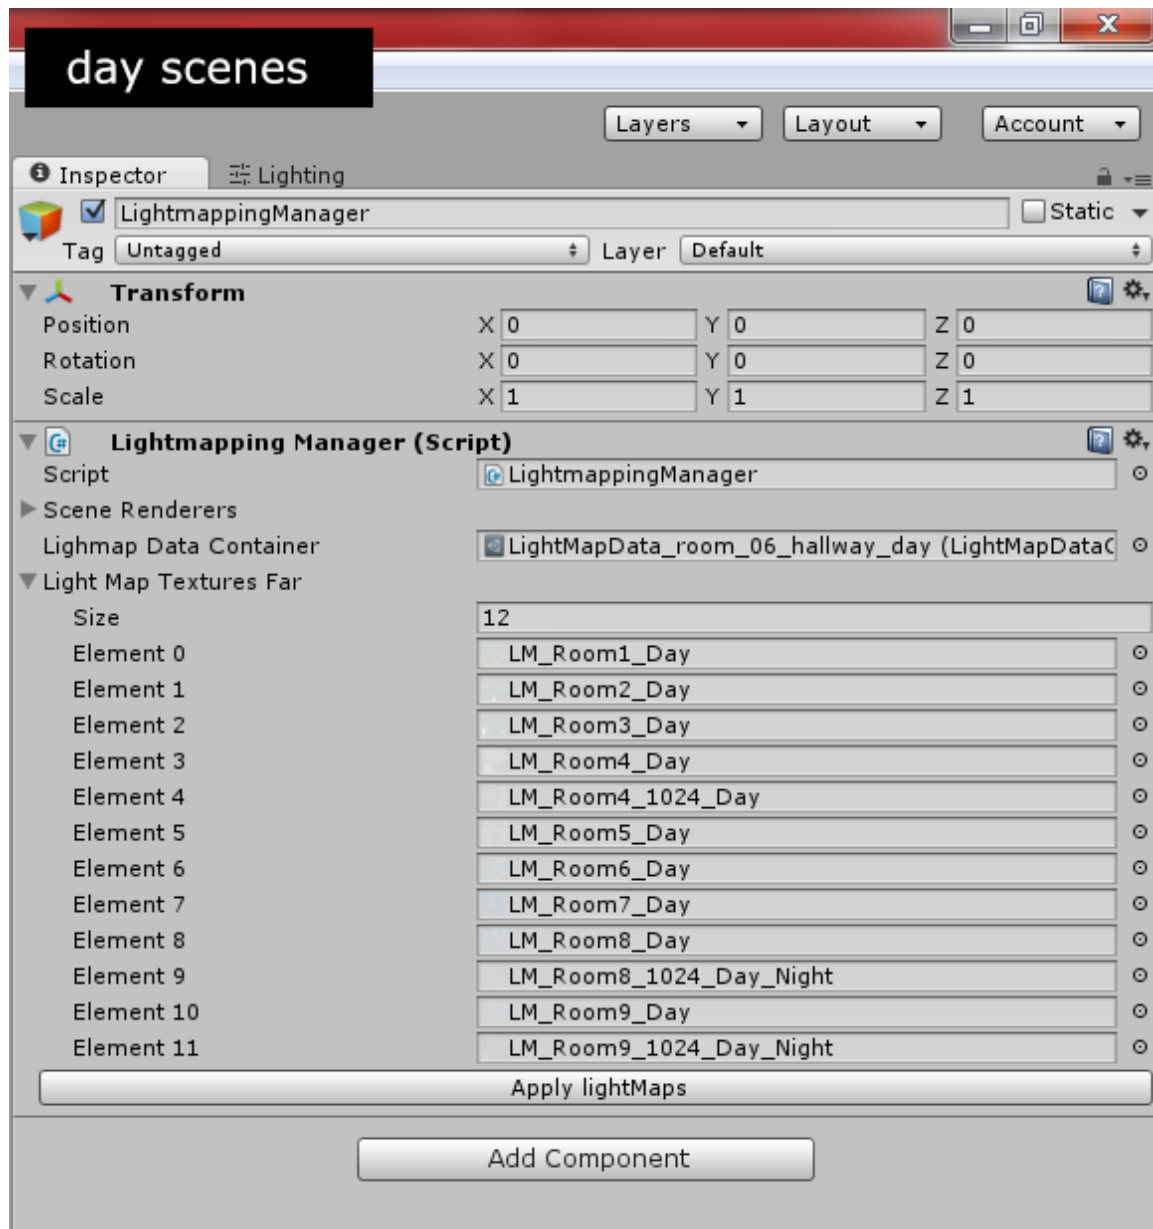 day scenes
Layers Layout Account
Inspector Lighting
LightmappingManager Static
Tag Untagged Layer Default
Transform
Position X 0 Y 0 Z 0
Rotation X 0 Y 0 Z 0
Scale X 1 Y 1 Z 1
Lightmapping Manager (Script)
Script LightmappingManager
Scene Renderers
Lighmap Data Container LightMapData_room_06_hallway_day (LightMapDataC
Light Map Textures Far
Size 12
Element 0 LM_Room1_Day
Element 1 LM_Room2_Day
Element 2 LM_Room3_Day
Element 3 LM_Room4_Day
Element 4 LM_Room4_1024_Day
Element 5 LM_Room5_Day
Element 6 LM_Room6_Day
Element 7 LM_Room7_Day
Element 8 LM_Room8_Day
Element 9 LM_Room8_1024_Day_Night
Element 10 LM_Room9_Day
Element 11 LM_Room9_1024_Day_Night
Apply lightMaps
Add Component